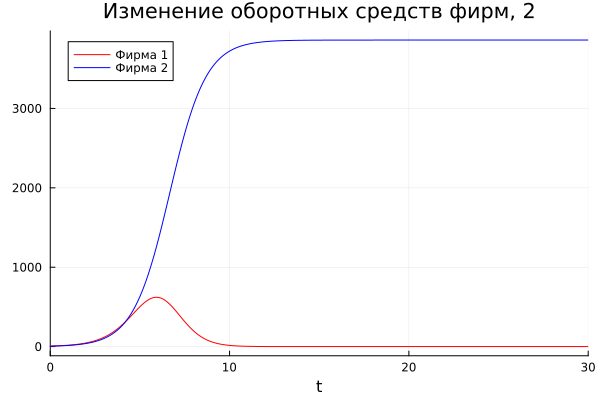 Изменение оборотных средств фирм, 2
Фирма 1
Фирма 2
3000
2000
1000
0
0 10 20 30
t